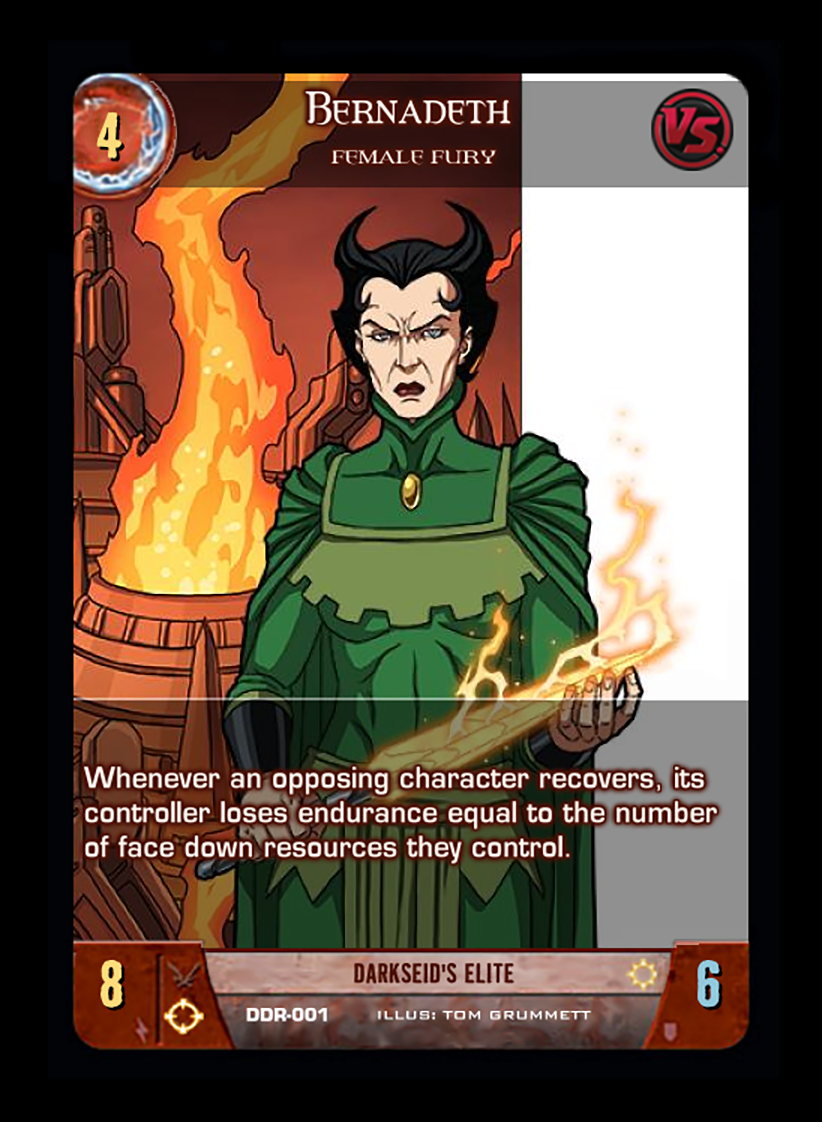 4
BERNADETH
VS.
FEMALE FURY
Whenever an opposing character recovers, its
controller loses endurance equal to the number
of face down resources they control.
8
DARKSEID'S ELITE
6
DDR-001 ILLUS: TOM GRUMMETT